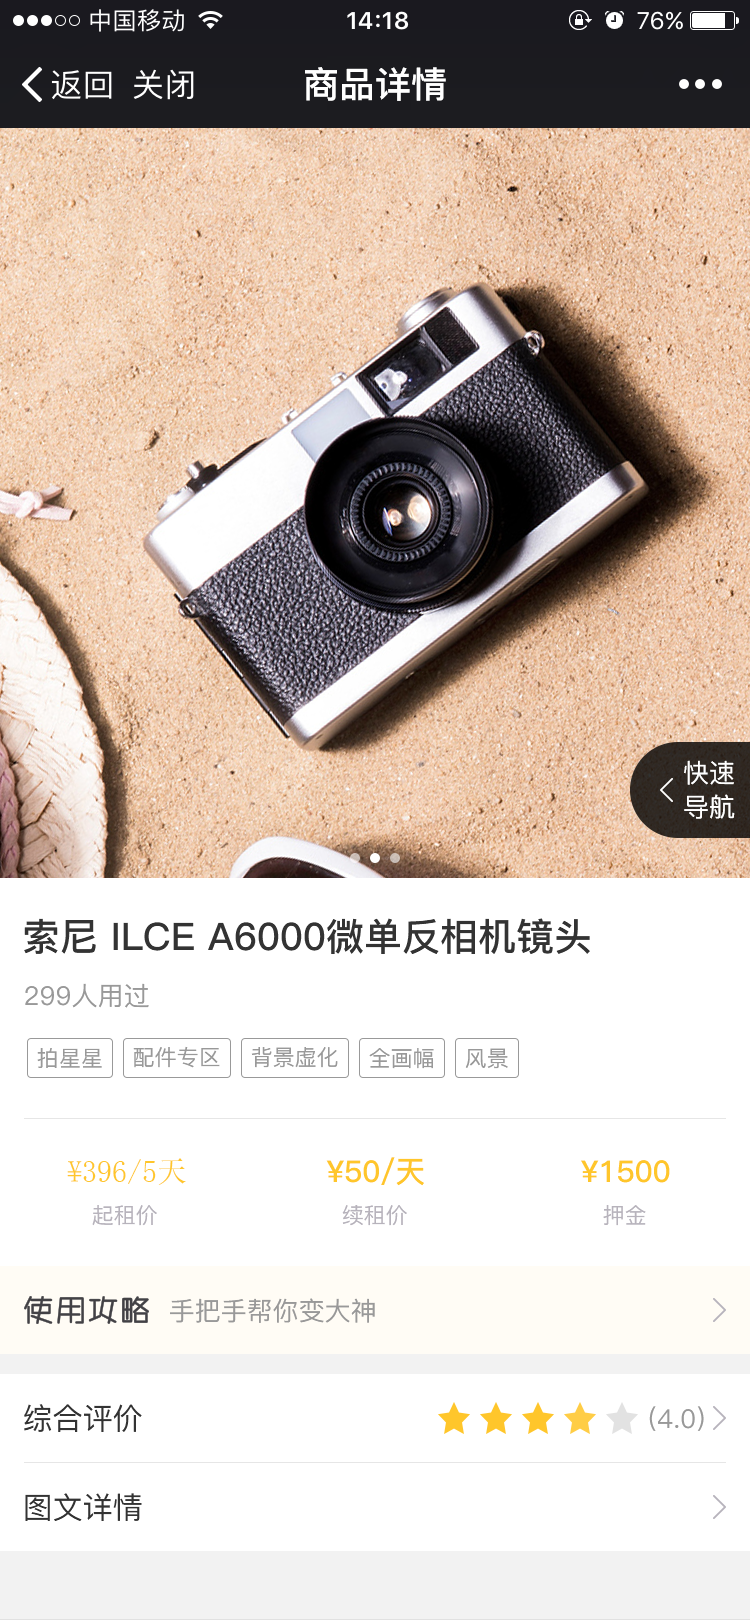 中国移动 14:18 76%
返回 关闭 商品详情
快速
导航
索尼 ILCE A6000微单反相机镜头
299人用过
拍星星 配件专区 背景虚化 全画幅 风景
¥396/5天 ¥50/天 ¥1500
起租价 续租价 押金
使用攻略 手把手帮你变大神
综合评价 (4.0)
图文详情